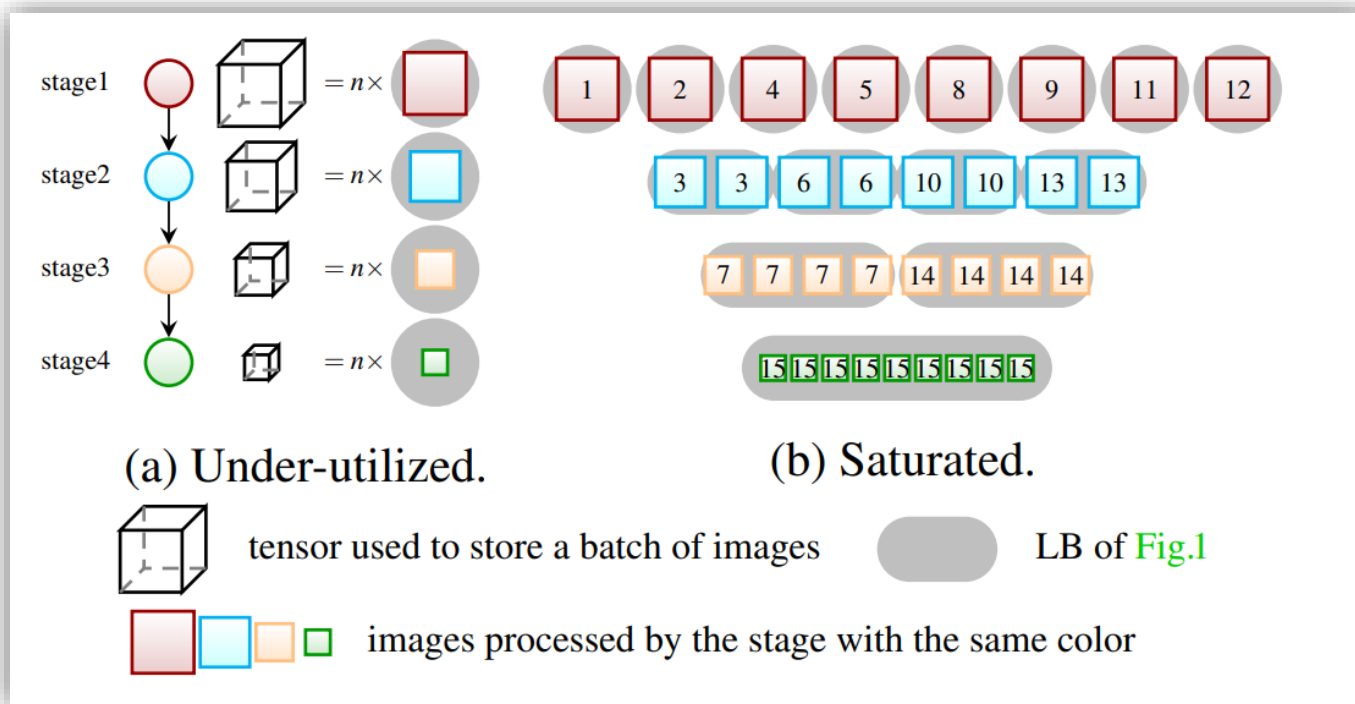 stage1 = n× 1 2 4 5 8 9 11 12
stage2 = n× 3 3 6 6 10 10 13 13
stage3 = n× 7 7 7 7 14 14 14 14
stage4 = n× 15 15 15 15 15 15 15 15 15
(a) Under-utilized. (b) Saturated.
tensor used to store a batch of images LB of Fig.1
images processed by the stage with the same color